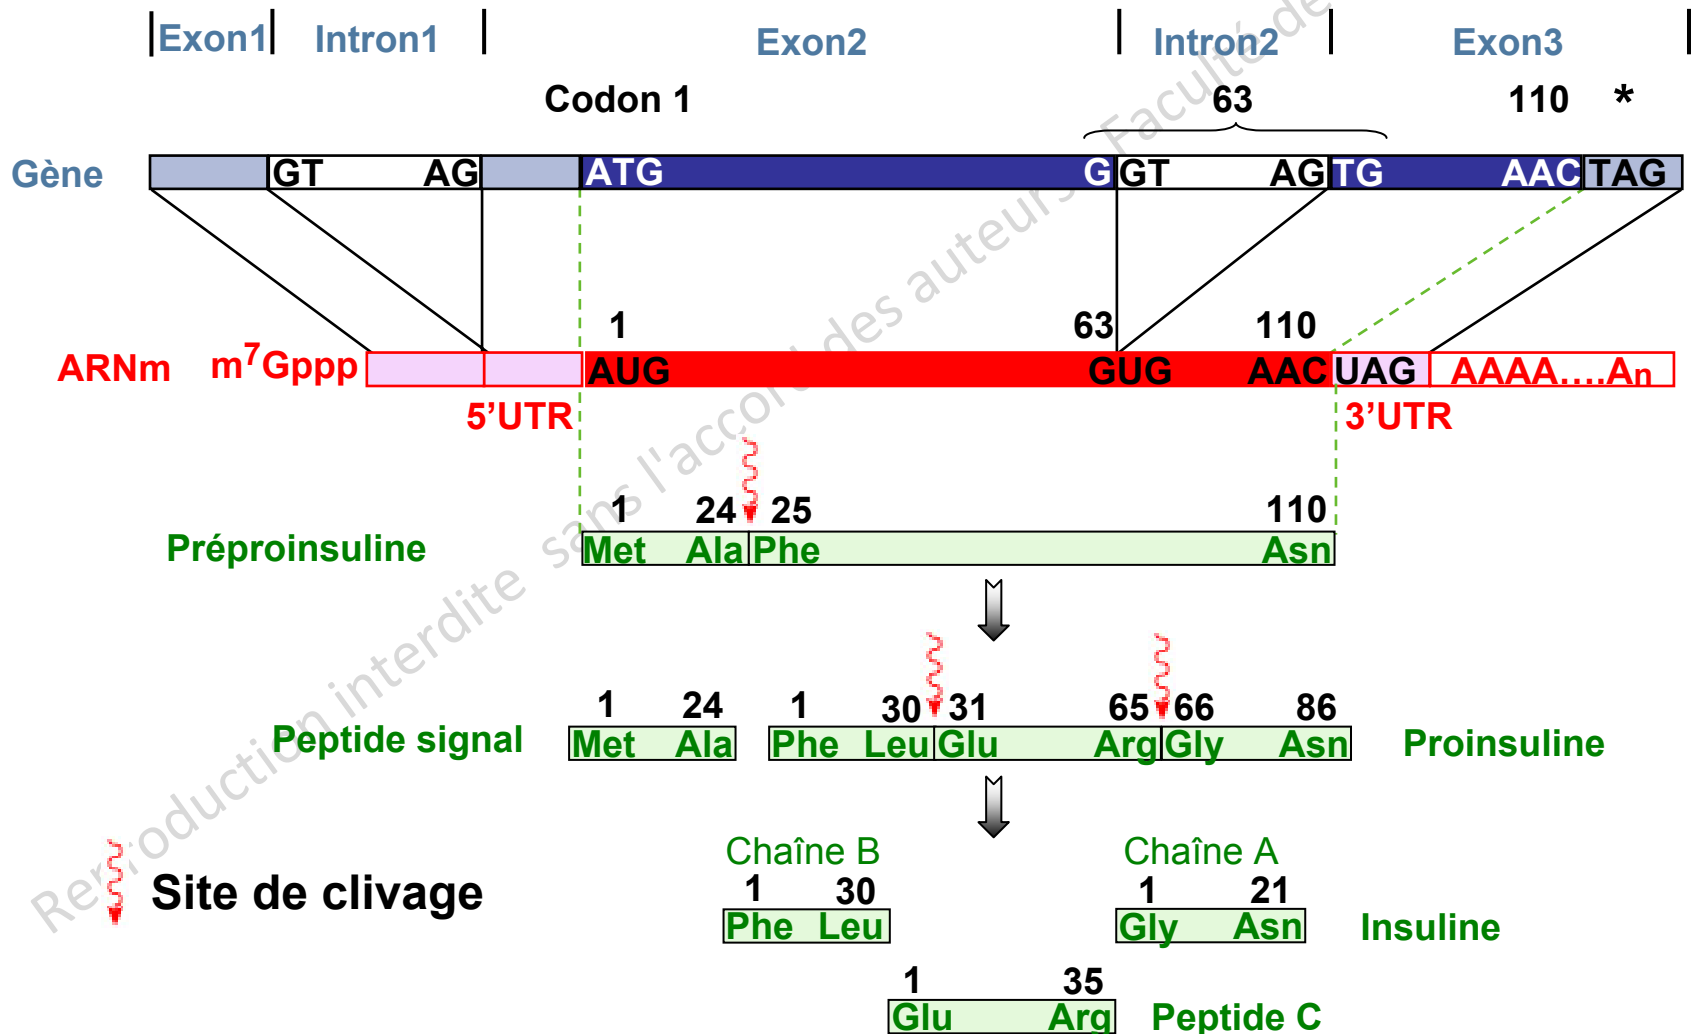 Exon1 Intron1 Exon2 Intron2 Exon3
Codon 1 63 110 *
Gène GT AG ATG G GT AG TG AAC TAG
1 63 110
ARNm m7Gppp AUG GUG AAC UAG AAAA....An
5'UTR 3'UTR
1 24 25 110
Préproinsuline Met Ala Phe Asn
1 24 1 30 31 65 66 86
Peptide signal Met Ala Phe Leu Glu Arg Gly Asn Proinsuline
Chaîne B Chaîne A
1 30 1 21
Site de clivage Phe Leu Gly Asn Insuline
1 35
Glu Arg Peptide C
Reproduction interdite sans l'accord des auteurs Faculté de